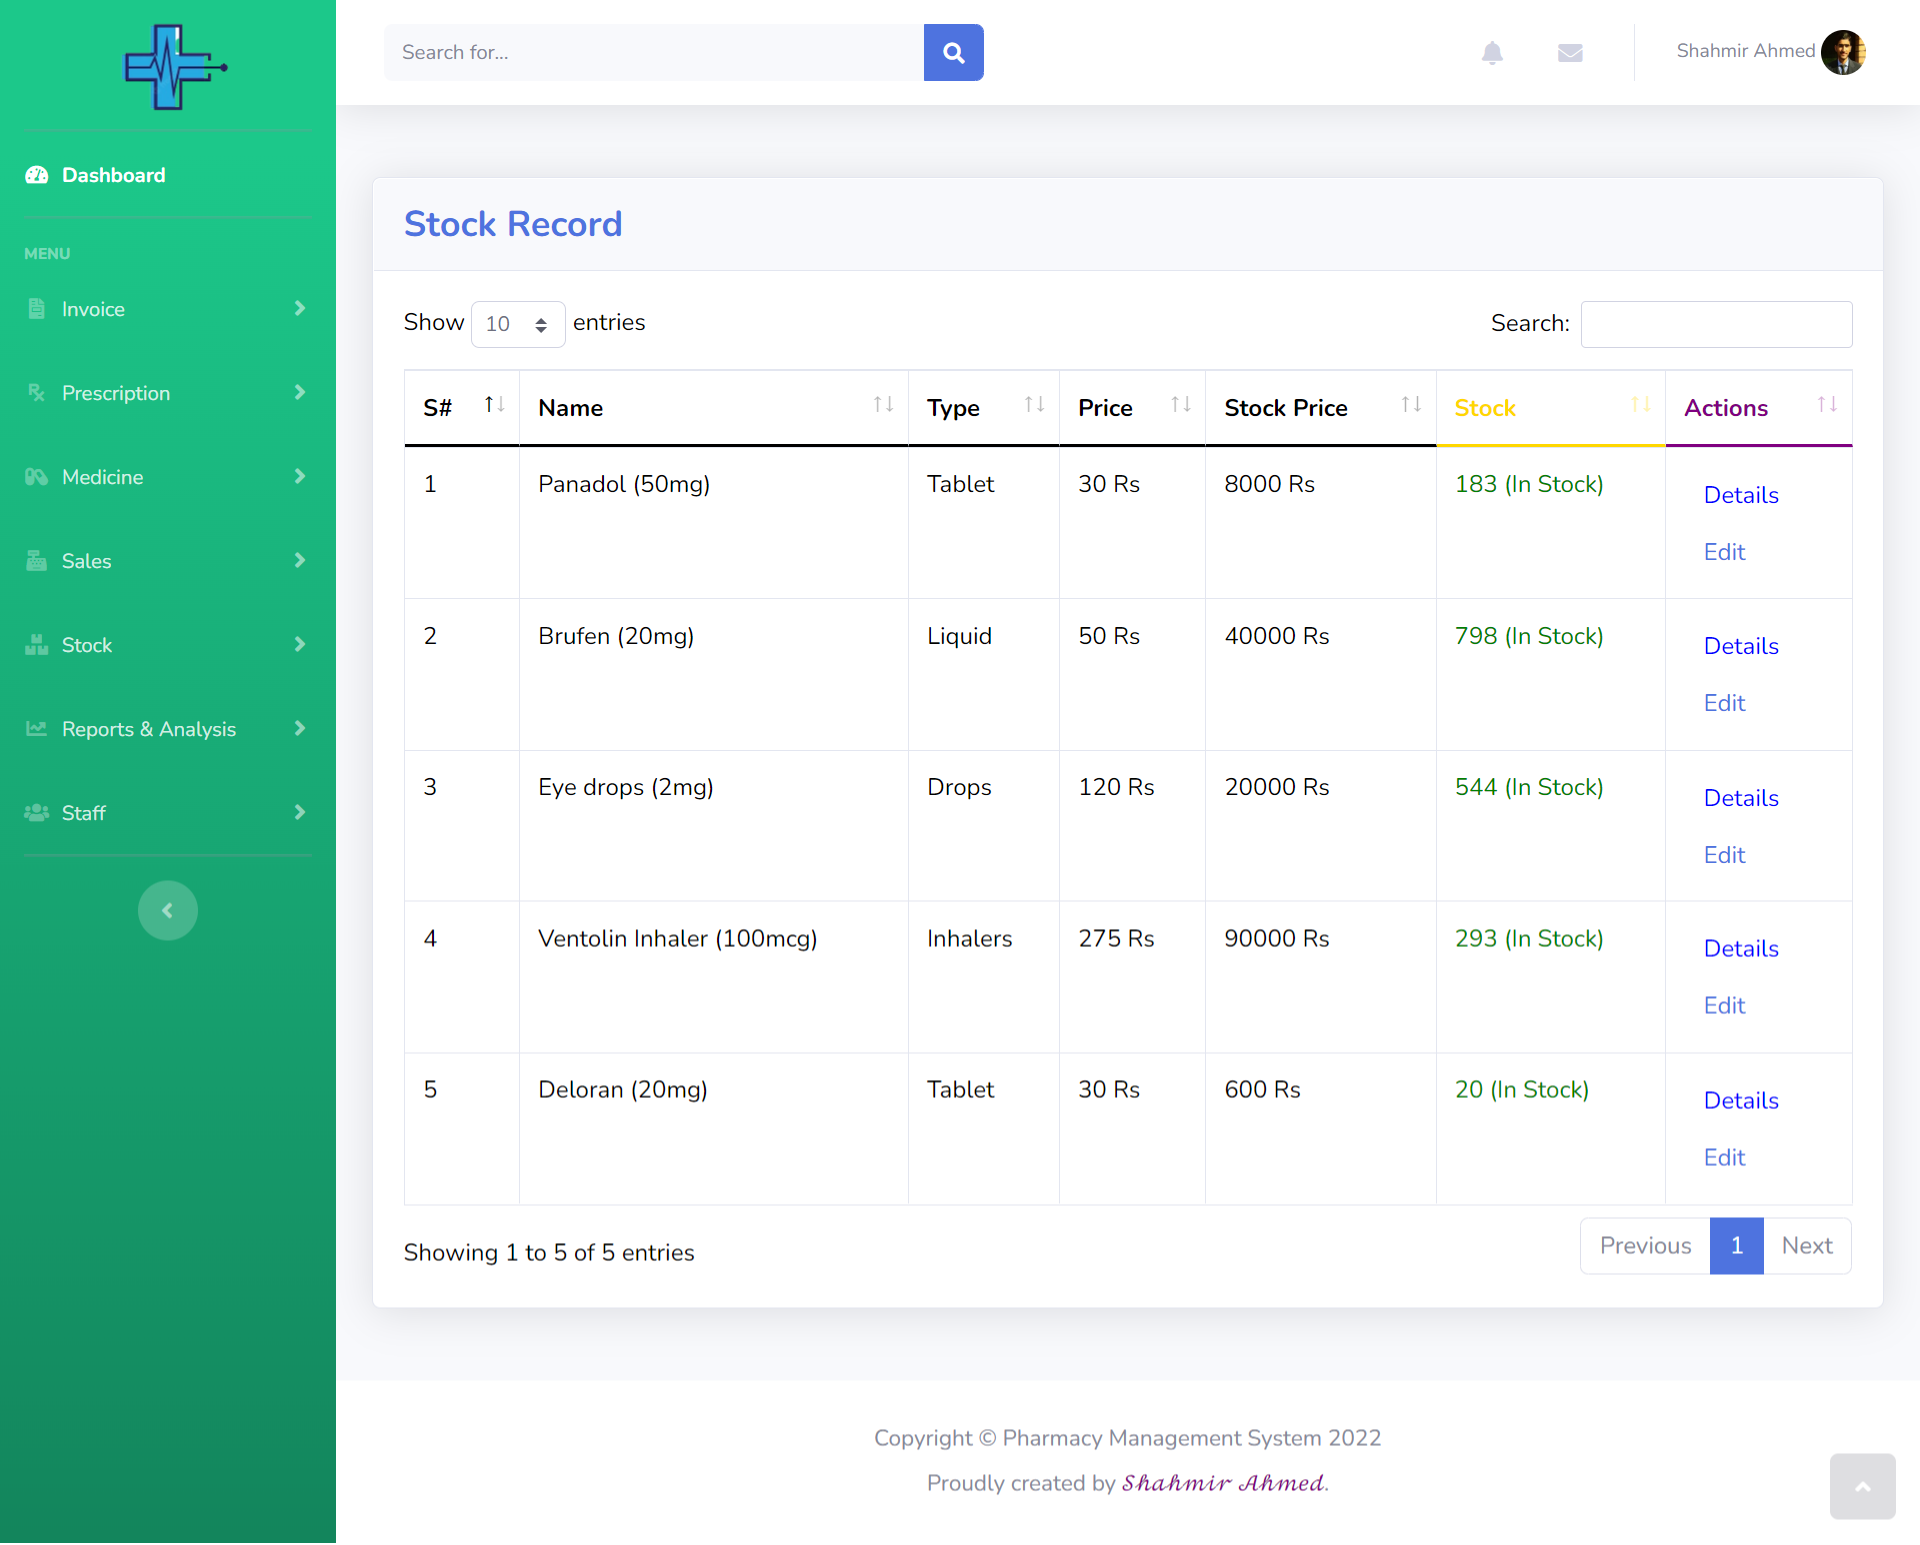 Search for...
Shahmir Ahmed
Dashboard
MENU
Invoice
Prescription
Medicine
Sales
Stock
Reports & Analysis
Staff
Stock Record
Show 10 entries
Search:
S# Name Type Price Stock Price Stock Actions
1 Panadol (50mg) Tablet 30 Rs 8000 Rs 183 (In Stock) Details
Edit
2 Brufen (20mg) Liquid 50 Rs 40000 Rs 798 (In Stock) Details
Edit
3 Eye drops (2mg) Drops 120 Rs 20000 Rs 544 (In Stock) Details
Edit
4 Ventolin Inhaler (100mcg) Inhalers 275 Rs 90000 Rs 293 (In Stock) Details
Edit
5 Deloran (20mg) Tablet 30 Rs 600 Rs 20 (In Stock) Details
Edit
Showing 1 to 5 of 5 entries
Previous 1 Next
Copyright © Pharmacy Management System 2022
Proudly created by Shahmir Ahmed.